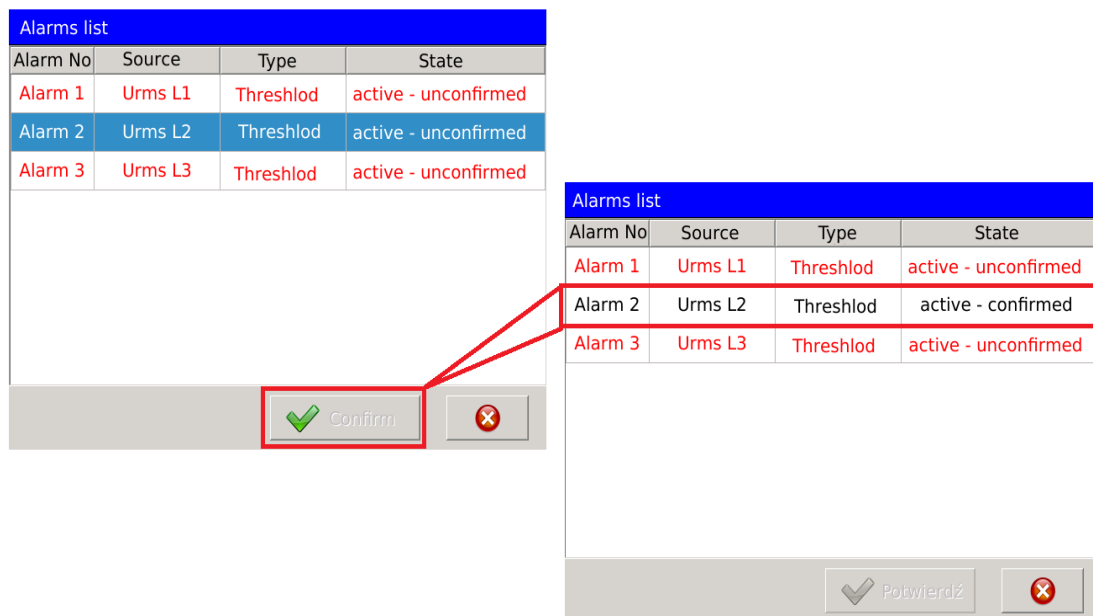 Alarms list
Alarm No Source Type State
Alarm 1 Urms L1 Threshlod active - unconfirmed
Alarm 2 Urms L2 Threshlod active - unconfirmed
Alarm 3 Urms L3 Threshlod active - unconfirmed
Confirm
Alarms list
Alarm No Source Type State
Alarm 1 Urms L1 Threshlod active - unconfirmed
Alarm 2 Urms L2 Threshlod active - confirmed
Alarm 3 Urms L3 Threshlod active - unconfirmed
Potwierdź